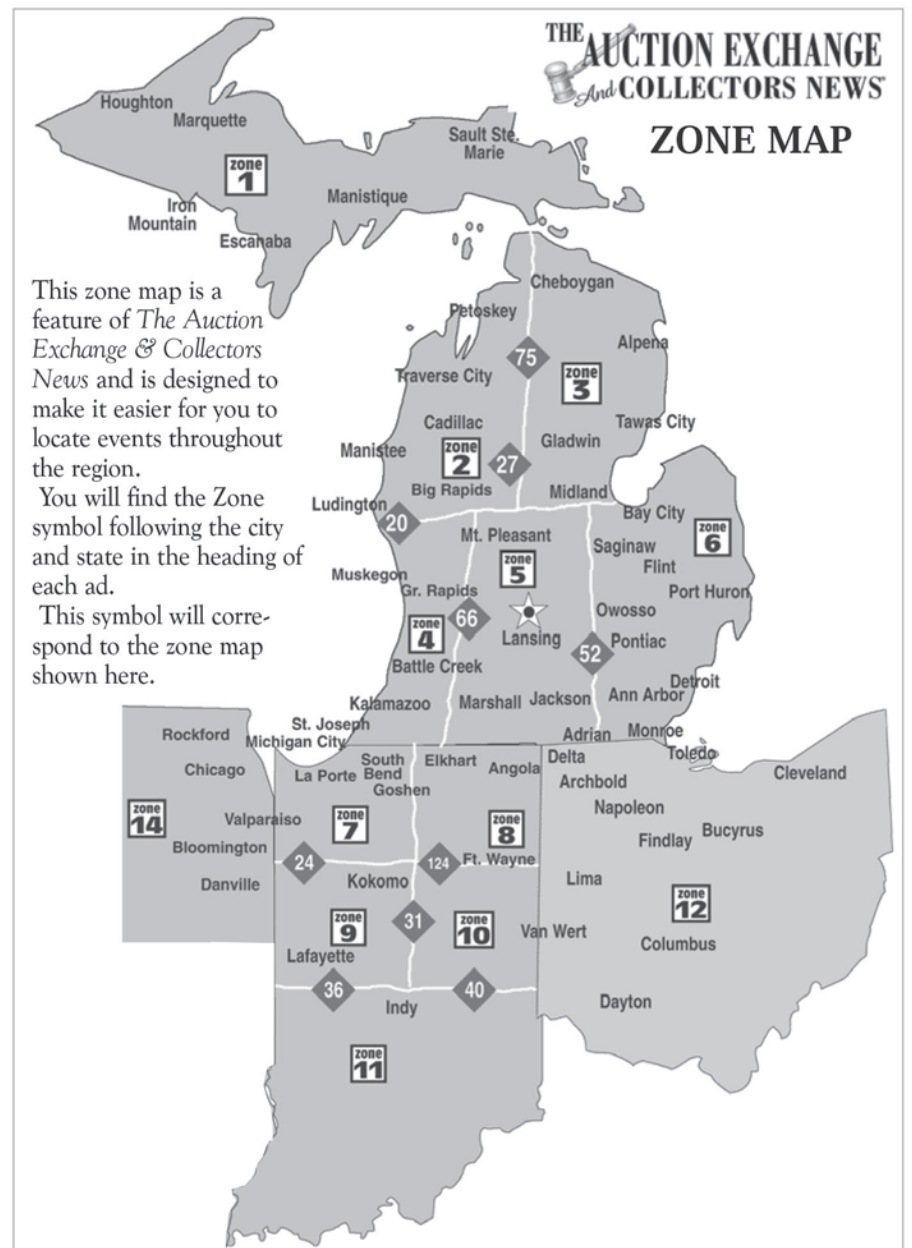 THE AUCTION EXCHANGE
And COLLECTORS NEWS
ZONE MAP
Houghton
Marquette
Sault Ste.
Marie
zone
1
Manistique
Iron
Mountain
Escanaba
This zone map is a
feature of The Auction
Exchange & Collectors
News and is designed to
make it easier for you to
locate events throughout
the region.
You will find the Zone
symbol following the city
and state in the heading of
each ad.
This symbol will corre-
spond to the zone map
shown here.
Cheboygan
Petoskey
Alpena
75
Traverse City
zone
3
Cadillac
Tawas City
Manistee
zone
2
27
Gladwin
Big Rapids
Midland
Ludington
20
Bay City
Mt. Pleasant
zone
6
Saginaw
zone
5
Flint
Muskegon
Gr. Rapids
Port Huron
66
Owosso
zone
4
Lansing
52
Pontiac
Battle Creek
Detroit
Kalamazoo
Marshall
Jackson
Ann Arbor
St. Joseph
Michigan City
Adrian
Monroe
Toledo
Rockford
Chicago
zone
14
Valparaiso
Bloomington
Danville
South
Bend
La Porte
Goshen
Elkhart
Angola
zone
7
zone
8
24
124
Ft. Wayne
Kokomo
31
zone
9
zone
10
Lafayette
36
40
Indy
zone
11
Delta
Archbold
Cleveland
Napoleon
Findlay
Bucyrus
Lima
zone
12
Van Wert
Columbus
Dayton